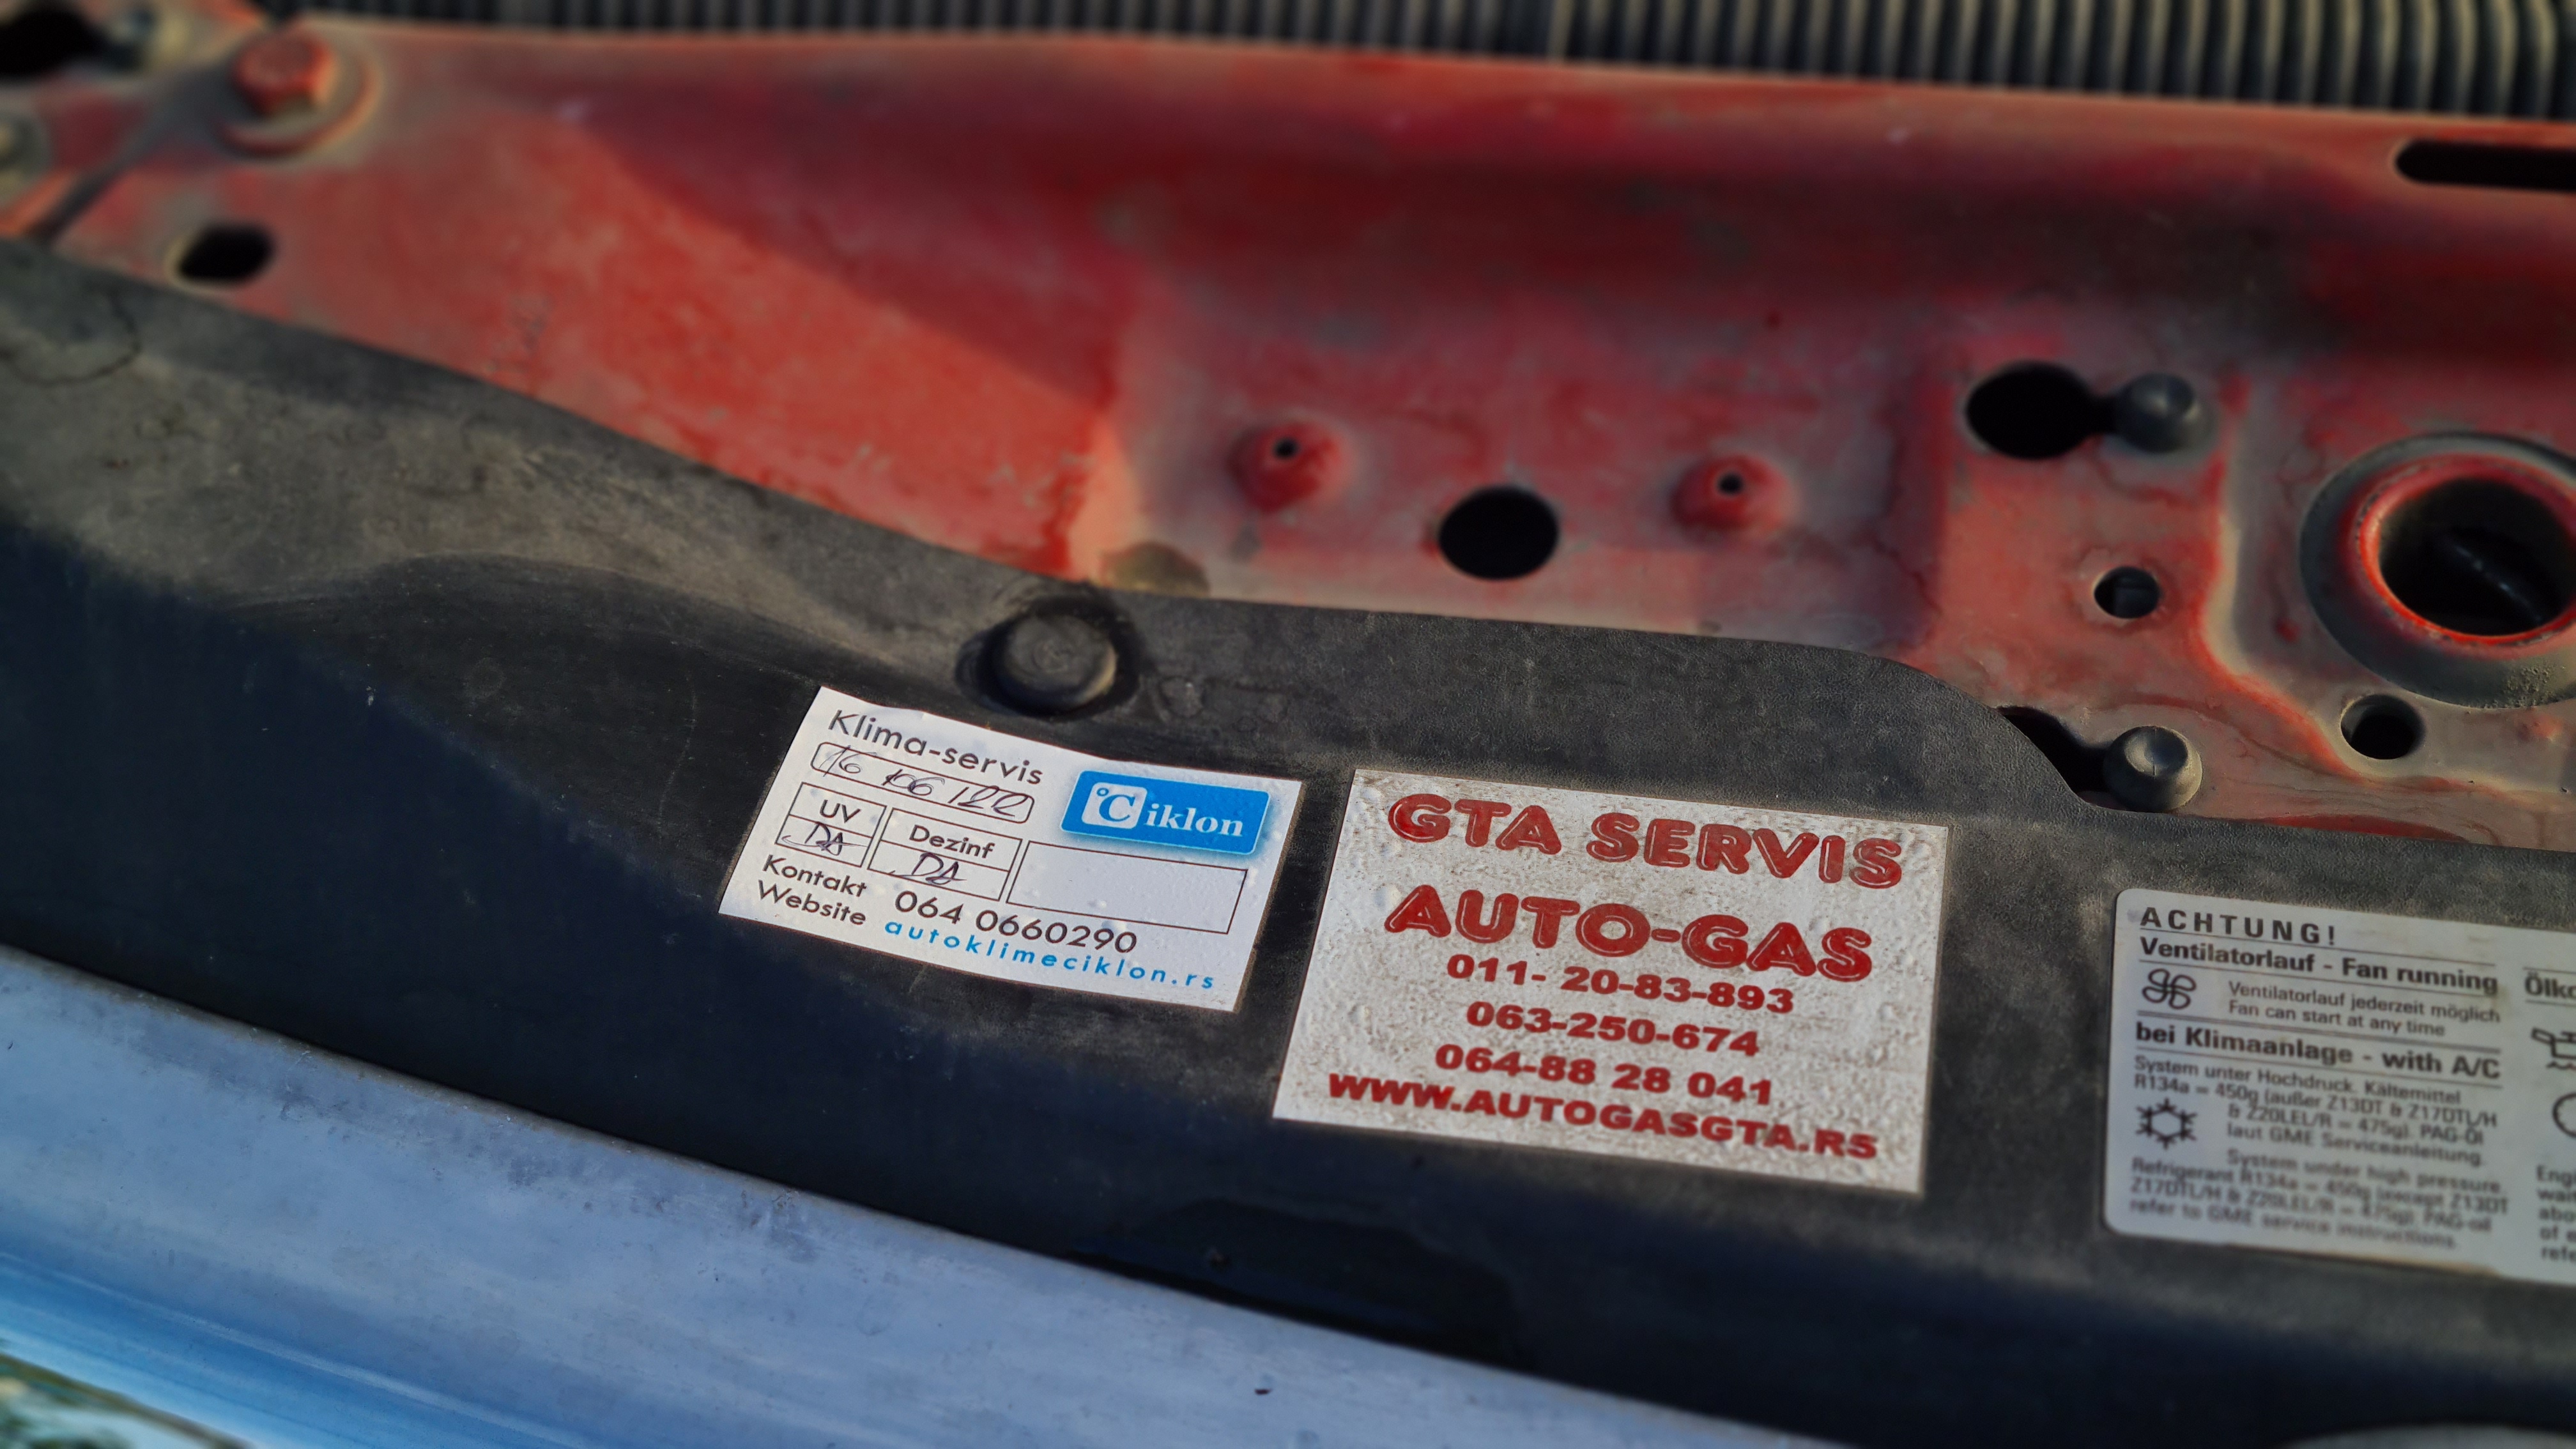 Klima-servis
16 06 122
°Ciklon
UV
DA
Dezinf
DA
Kontakt 064 0660290
Website autoklimeciklon.rs
GTA SERVIS
AUTO-GAS
011- 20-83-893
063-250-674
064-88 28 041
WWW.AUTOGASGTA.RS
ACHTUNG!
Ventilatorlauf - Fan running
Ventilatorlauf jederzeit möglich
Fan can start at any time
bei Klimaanlage - with A/C
System unter Hochdruck. Kältemittel
R134a = 450g (außer Z13DT & Z17DTL/H
& Z20LEL/R = 475g). PAG-Öl
laut GME Serviceanleitung.
System under high pressure.
Refrigerant R134a = 450g (except Z13DT
Z17DTL/H & Z20LEL/R = 475g). PAG-oil
refer to GME service instructions.